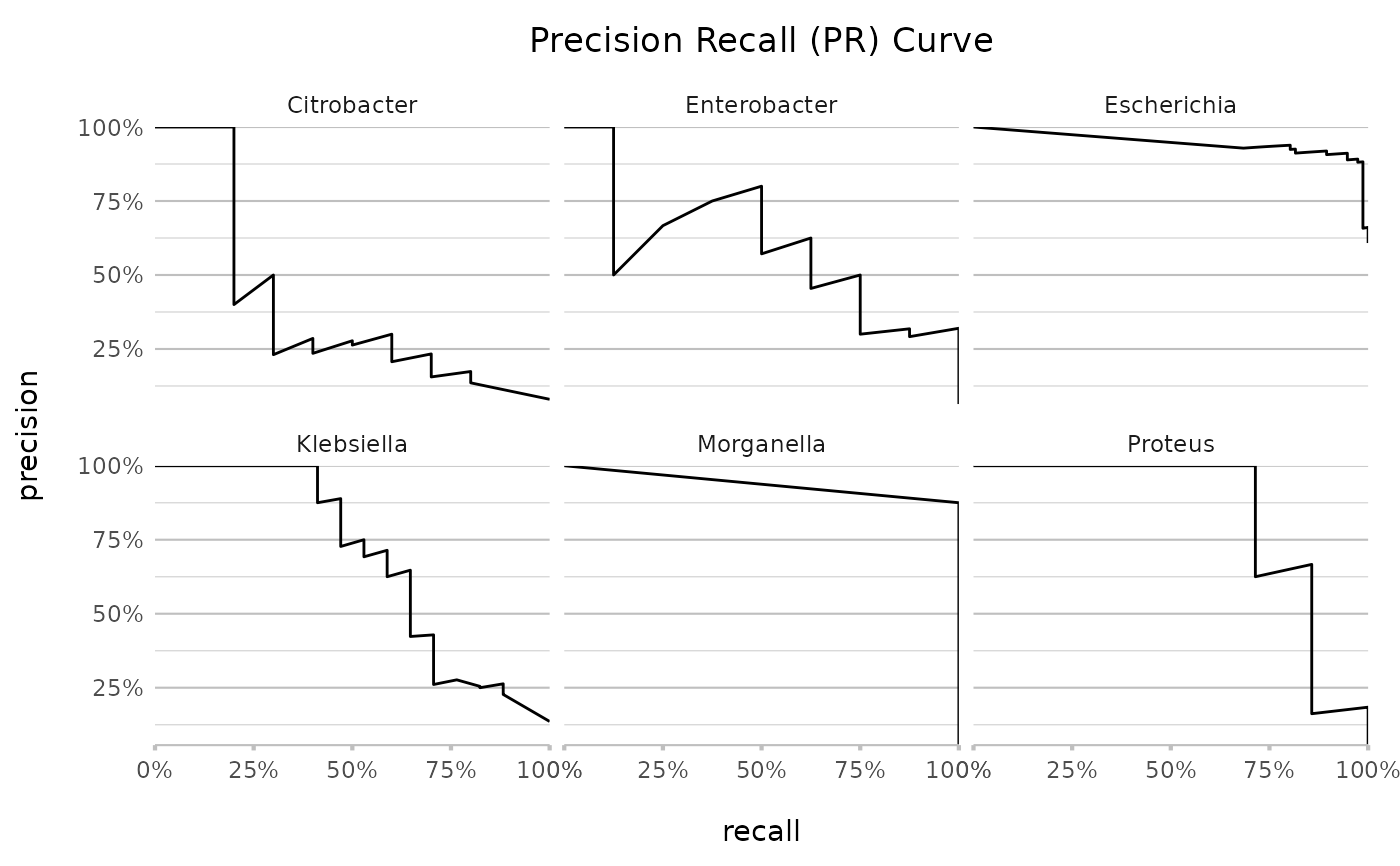 Precision Recall (PR) Curve
Citrobacter Enterobacter Escherichia
100%
75%
50%
25%
precision
Klebsiella Morganella Proteus
100%
75%
50%
25%
0% 25% 50% 75% 100% 25% 50% 75% 100% 25% 50% 75% 100%
recall